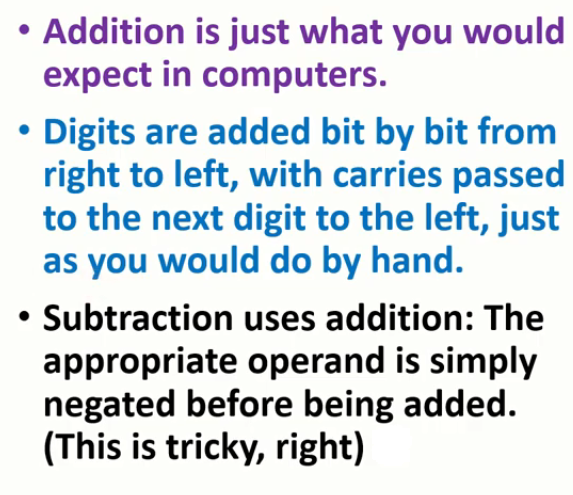 • Addition is just what you would
expect in computers.
• Digits are added bit by bit from
right to left, with carries passed
to the next digit to the left, just
as you would do by hand.
• Subtraction uses addition: The
appropriate operand is simply
negated before being added.
(This is tricky, right)